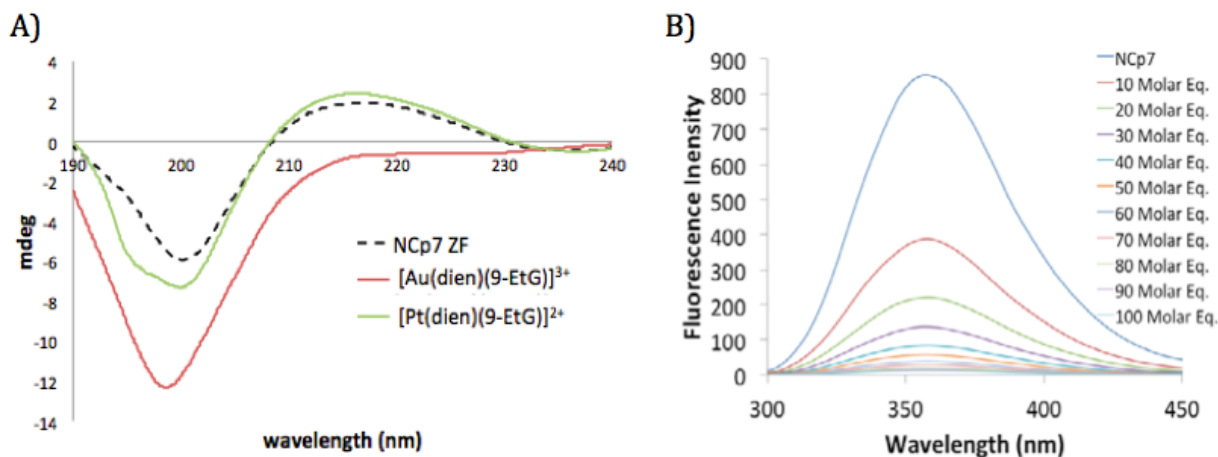 A)
4
2
0
-2
-4
-6
-8
-10
-12
-14
190
200
210
220
230
240
mdeg
wavelength (nm)
NCp7 ZF
[Au(dien)(9-EtG)]³⁺
[Pt(dien)(9-EtG)]²⁺
B)
900
800
700
600
500
400
300
200
100
0
300
350
400
450
Fluorescence Inensity
Wavelength (nm)
NCp7
10 Molar Eq.
20 Molar Eq.
30 Molar Eq.
40 Molar Eq.
50 Molar Eq.
60 Molar Eq.
70 Molar Eq.
80 Molar Eq.
90 Molar Eq.
100 Molar Eq.